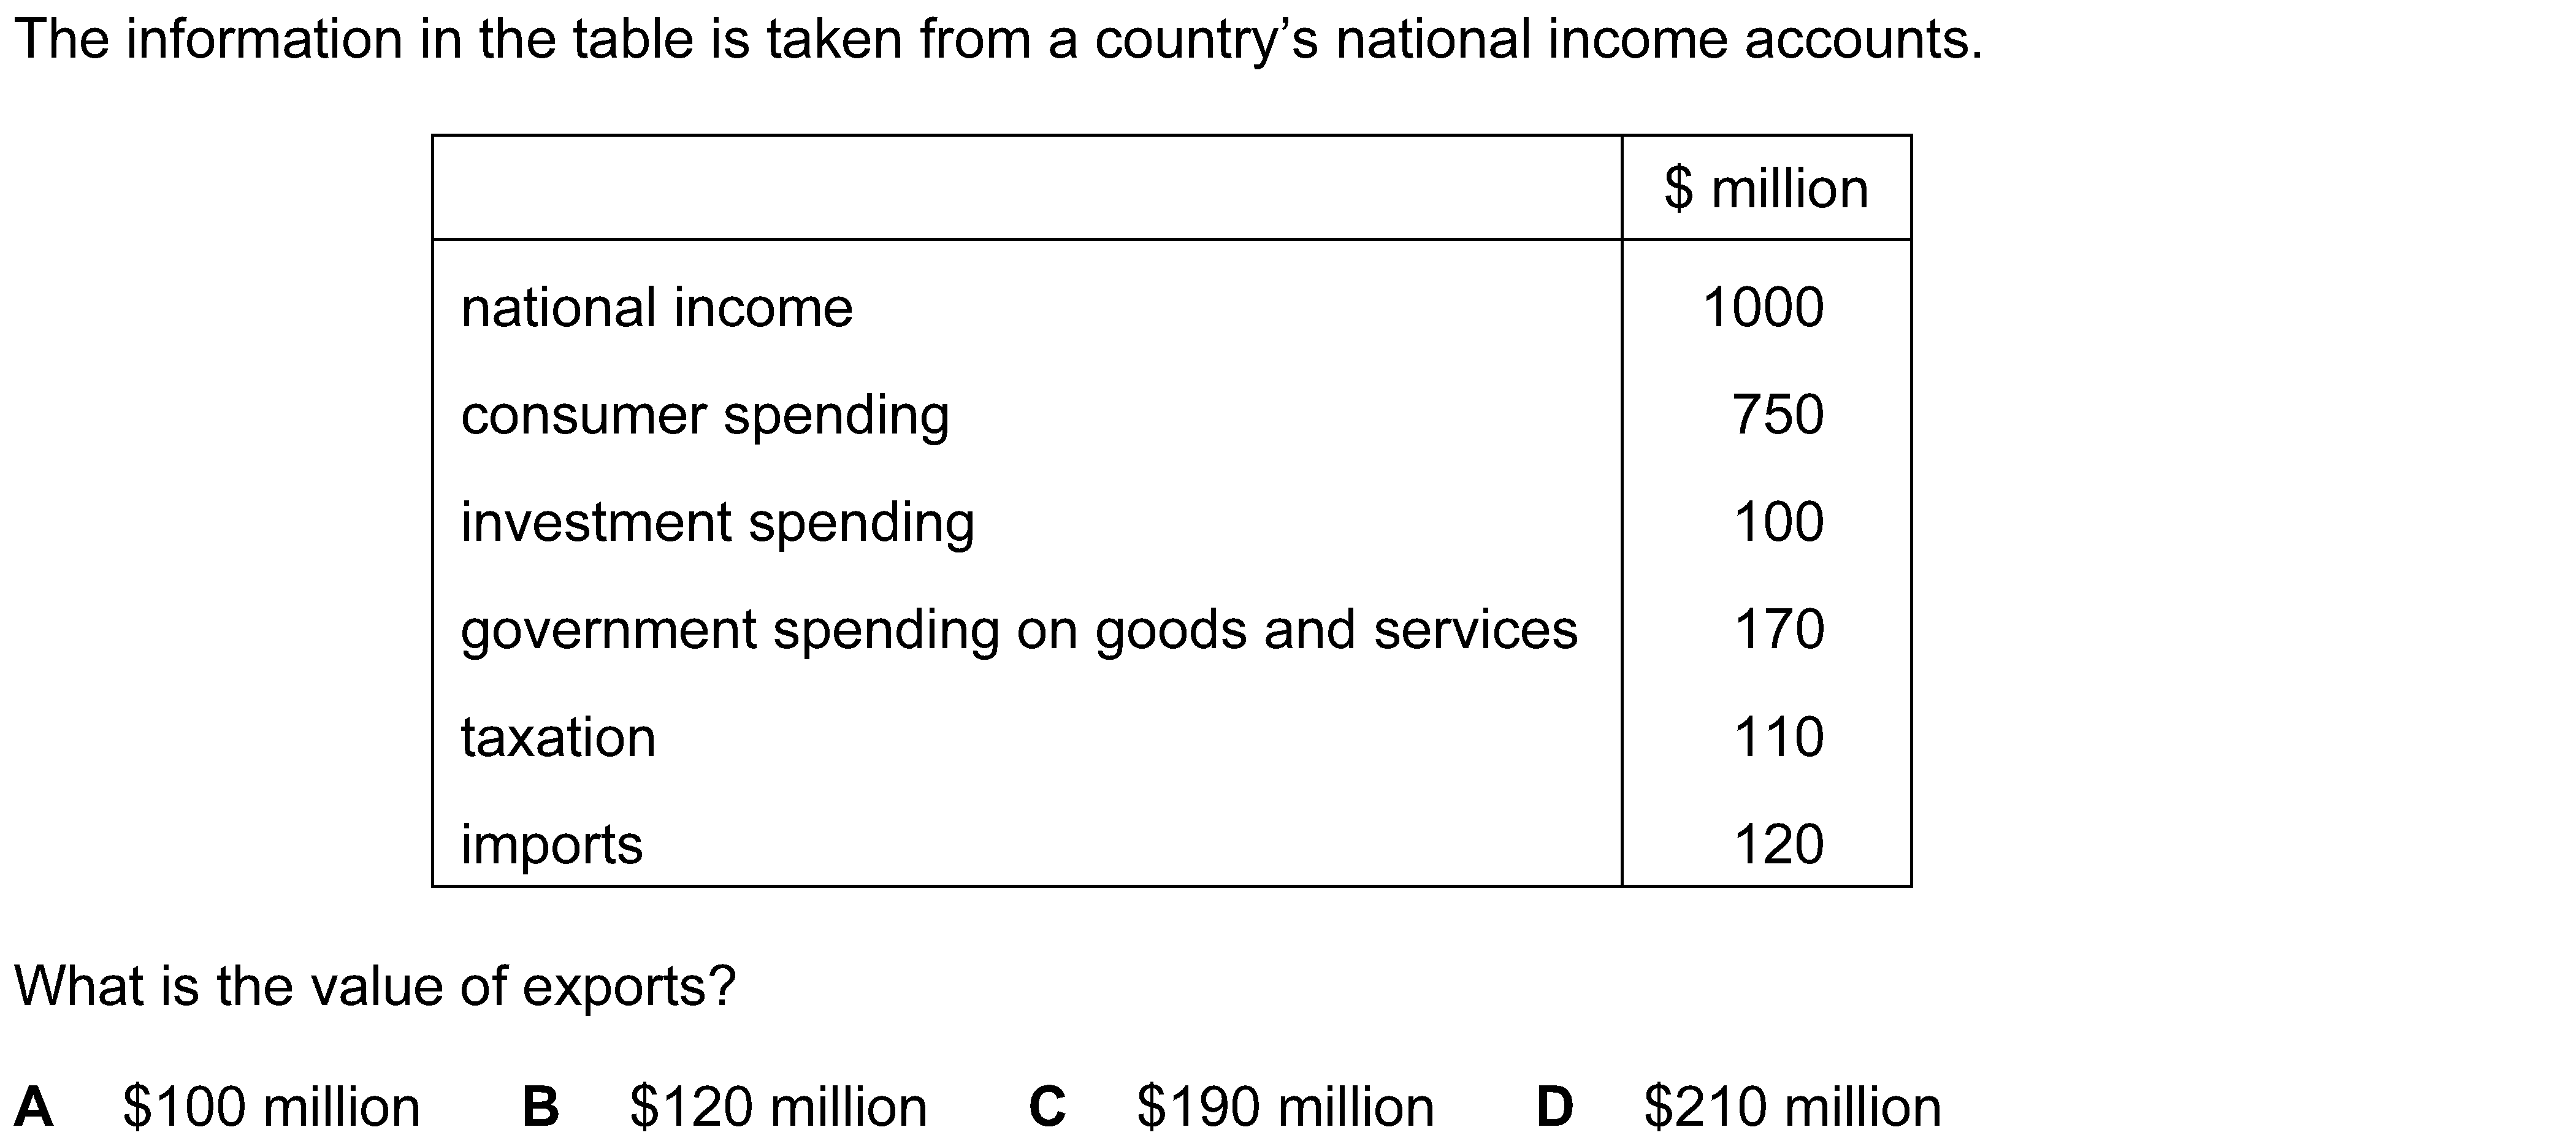 The information in the table is taken from a country’s national income accounts.
$ million
national income 1000
consumer spending 750
investment spending 100
government spending on goods and services 170
taxation 110
imports 120
What is the value of exports?
A $100 million B $120 million C $190 million D $210 million